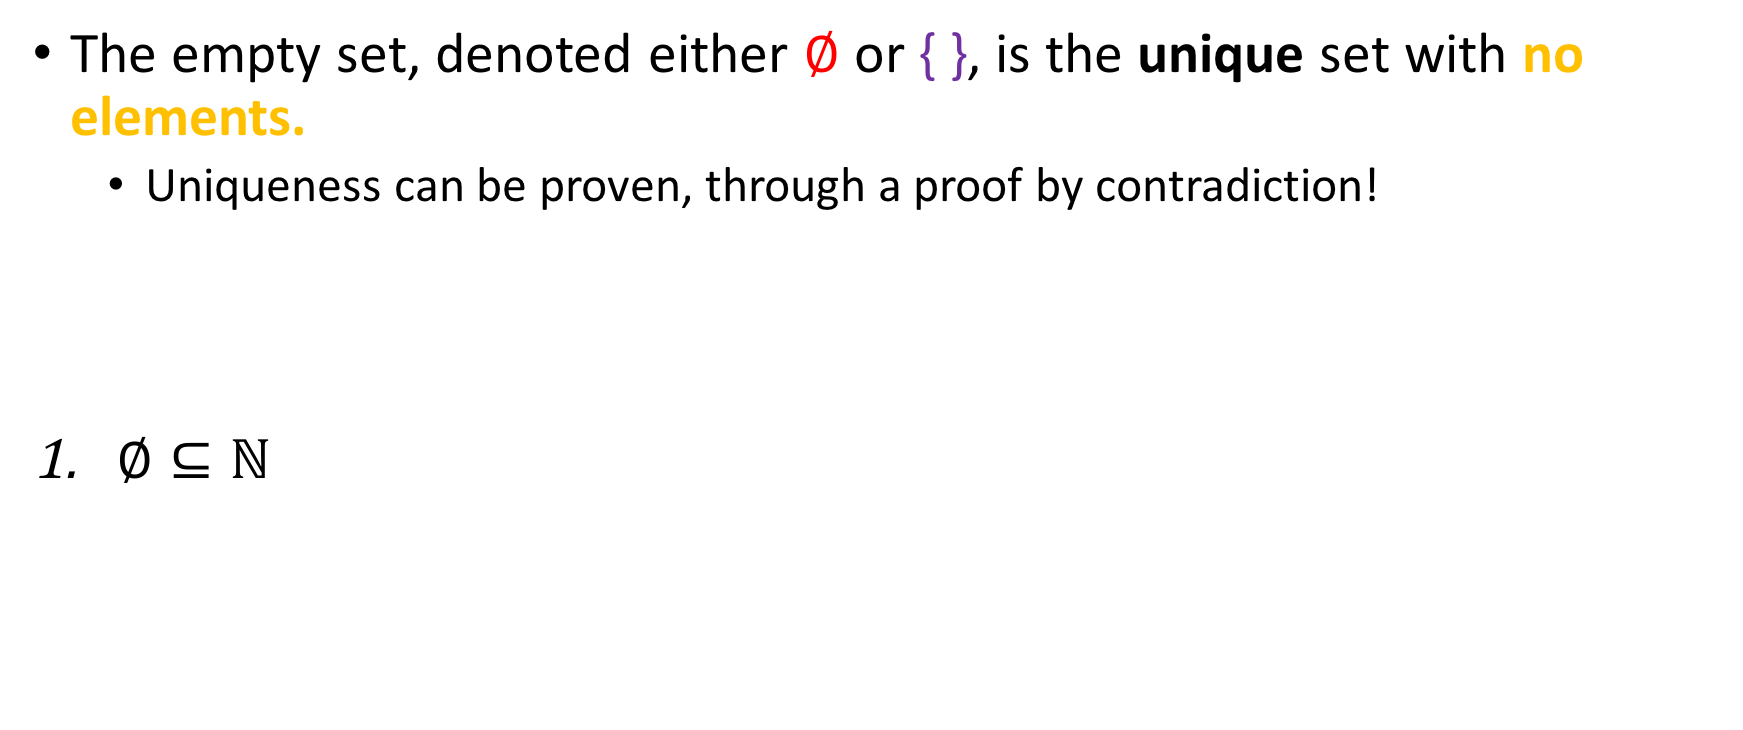 • The empty set, denoted either ∅ or { }, is the unique set with no
elements.
• Uniqueness can be proven, through a proof by contradiction!
1. ∅ ⊆ ℕ